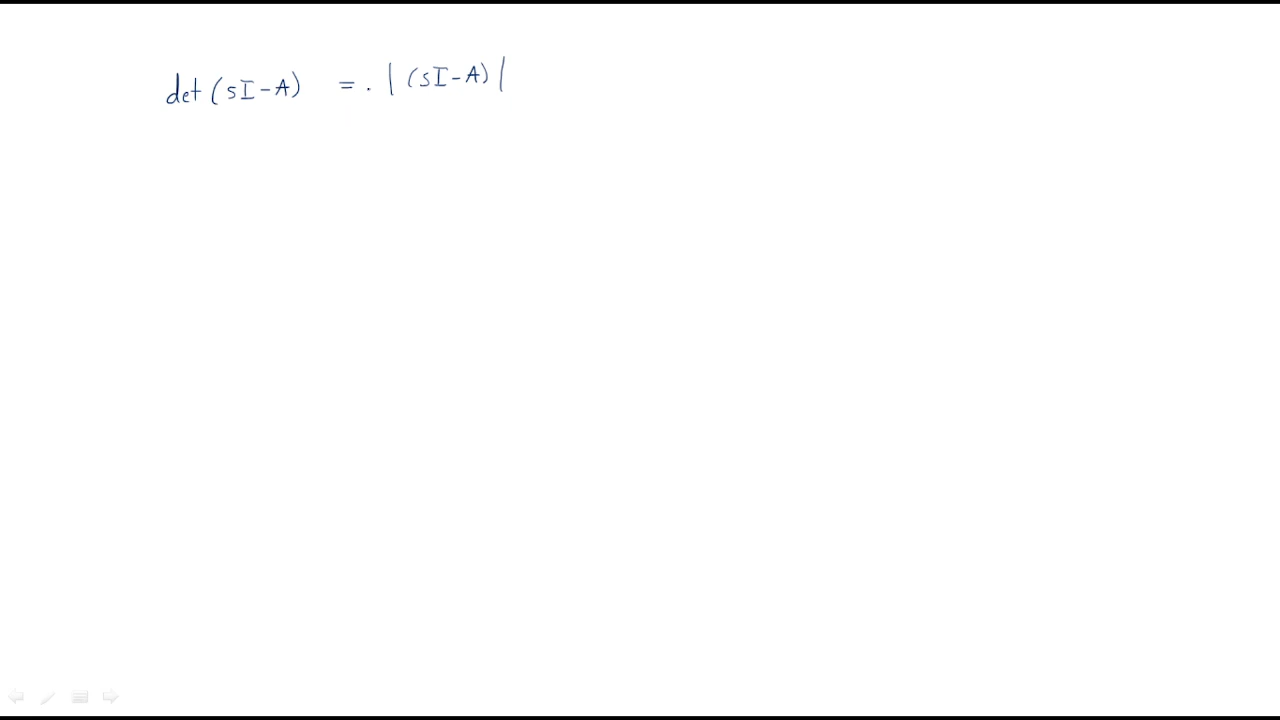 det(sI-A) = . |(sI-A)|